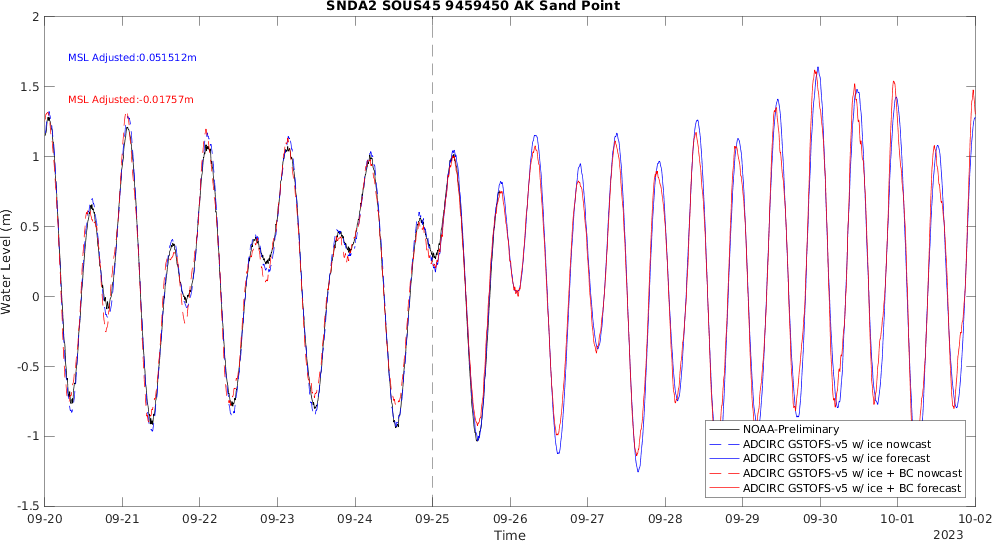 SNDA2 SOUS45 9459450 AK Sand Point
2
1.5
1
0.5
0
-0.5
-1
-1.5
Water Level (m)
MSL Adjusted:0.051512m
MSL Adjusted:-0.01757m
NOAA-Preliminary
ADCIRC GSTOFS-v5 w/ ice nowcast
ADCIRC GSTOFS-v5 w/ ice forecast
ADCIRC GSTOFS-v5 w/ ice + BC nowcast
ADCIRC GSTOFS-v5 w/ ice + BC forecast
09-20 09-21 09-22 09-23 09-24 09-25 09-26 09-27 09-28 09-29 09-30 10-01 10-02
Time
2023